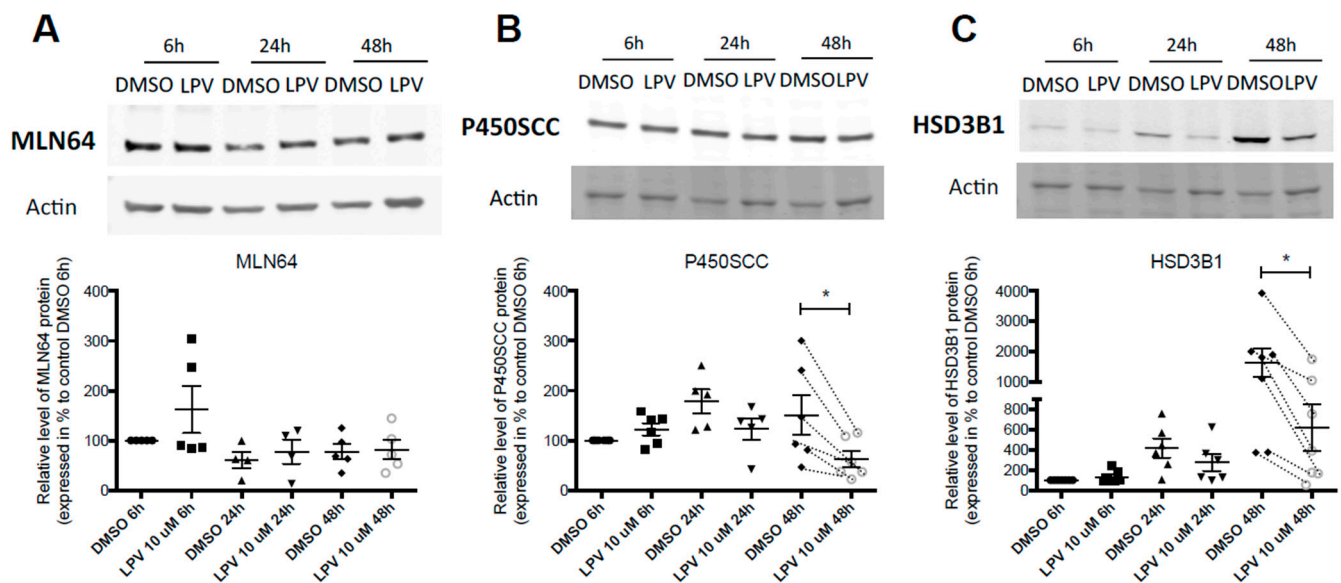 A
6h 24h 48h
DMSO LPV DMSO LPV DMSO LPV
MLN64
Actin
MLN64
Relative level of MLN64 protein
(expressed in % to control DMSO 6h)
400
300
200
100
0
DMSO 6h
LPV 10 uM 6h
DMSO 24h
LPV 10 uM 24h
DMSO 48h
LPV 10 uM 48h
B
6h 24h 48h
DMSO LPV DMSO LPV DMSO LPV
P450SCC
Actin
P450SCC
Relative level of P450SCC protein
(expressed in % to control DMSO 6h)
400
300
200
100
0
*
DMSO 6h
LPV 10 uM 6h
DMSO 24h
LPV 10 uM 24h
DMSO 48h
LPV 10 uM 48h
C
6h 24h 48h
DMSO LPV DMSO LPV DMSO LPV
HSD3B1
Actin
HSD3B1
Relative level of HSD3B1 protein
(expressed in % to control DMSO 6h)
4000
3000
2000
1000
800
600
400
200
0
*
DMSO 6h
LPV 10 uM 6h
DMSO 24h
LPV 10 uM 24h
DMSO 48h
LPV 10 uM 48h